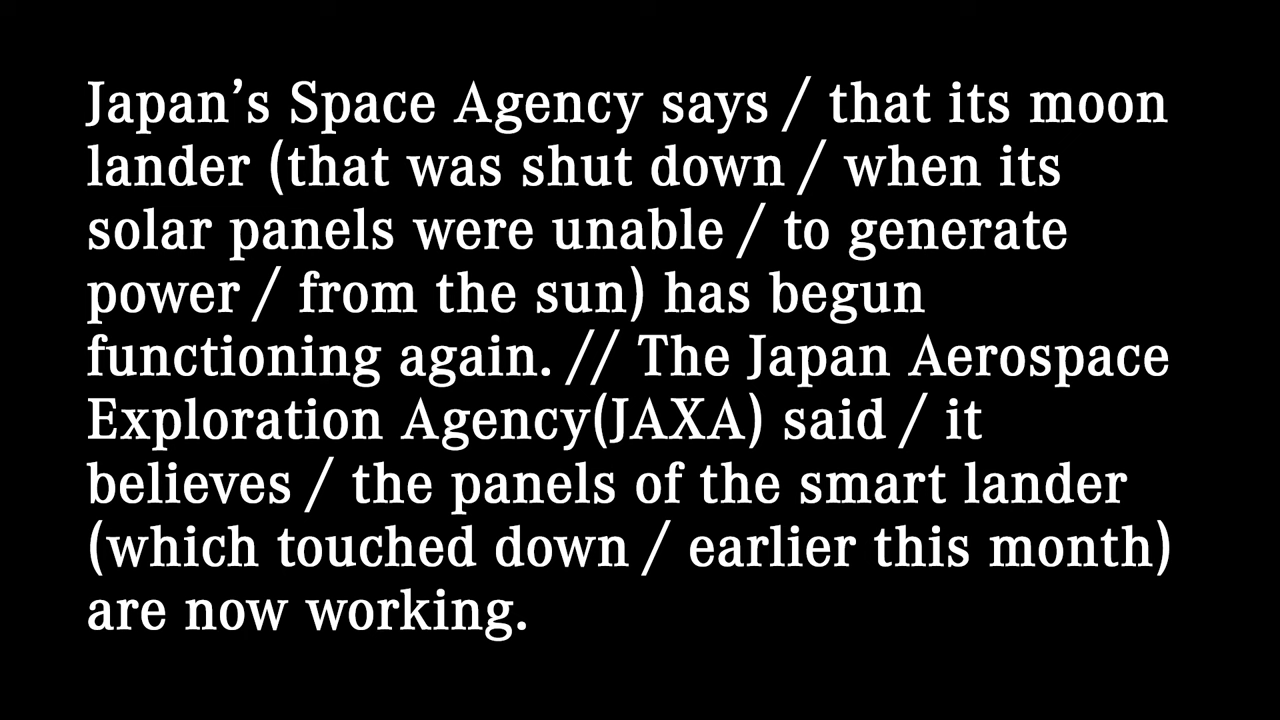 Japan’s Space Agency says / that its moon
lander (that was shut down / when its
solar panels were unable / to generate
power / from the sun) has begun
functioning again. // The Japan Aerospace
Exploration Agency(JAXA) said / it
believes / the panels of the smart lander
(which touched down / earlier this month)
are now working.